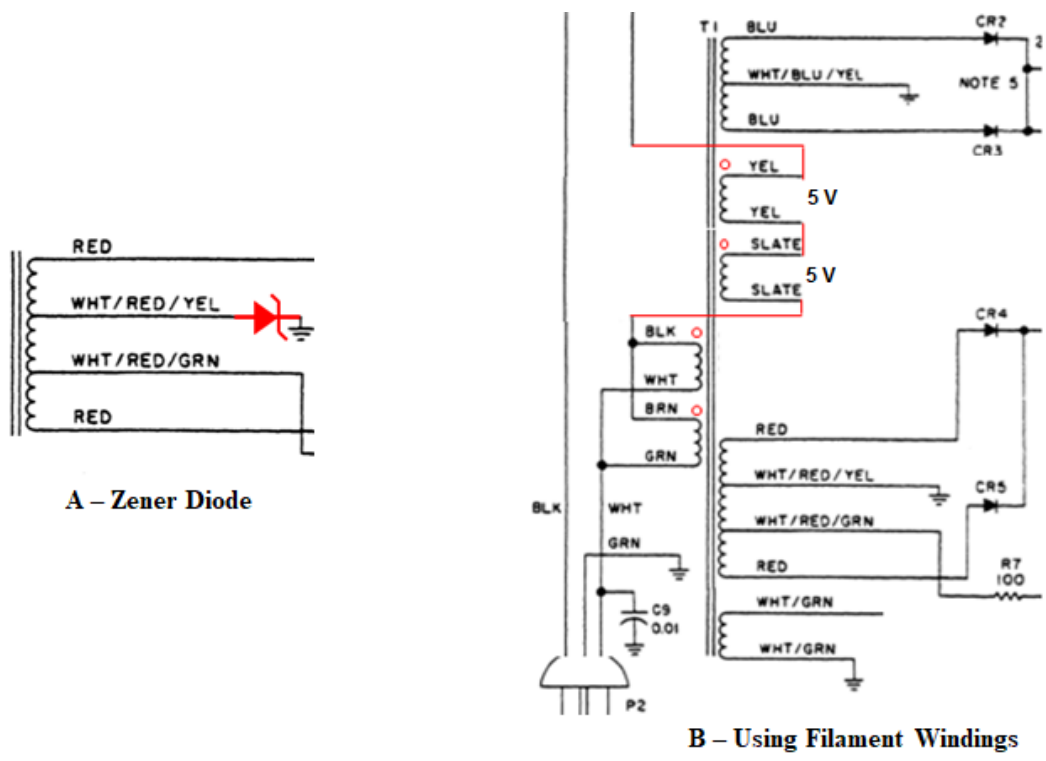 RED
WHT/RED/YEL
WHT/RED/GRN
RED
A – Zener Diode
T1
BLU
CR2
2
WHT/BLU/YEL
NOTE 5
BLU
CR3
YEL
5 V
YEL
SLATE
5 V
SLATE
BLK
CR4
WHT
BRN
RED
GRN
WHT/RED/YEL
CR5
BLK
WHT
WHT/RED/GRN
GRN
RED
R7
100
C9
0.01
WHT/GRN
WHT/GRN
P2
B – Using Filament Windings